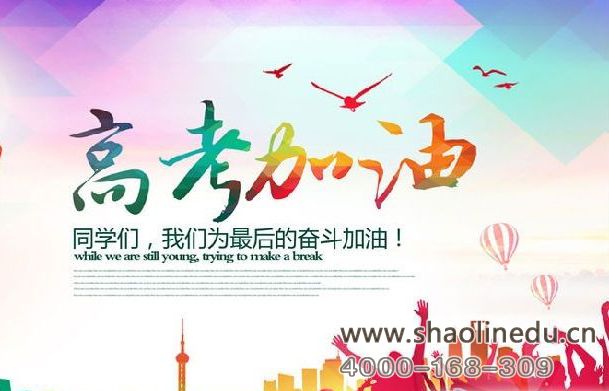 高考加油
同学们，我们为最后的奋斗加油！
while we are still young, trying to make a break
www.shaolinedu.cn
4000-168-309